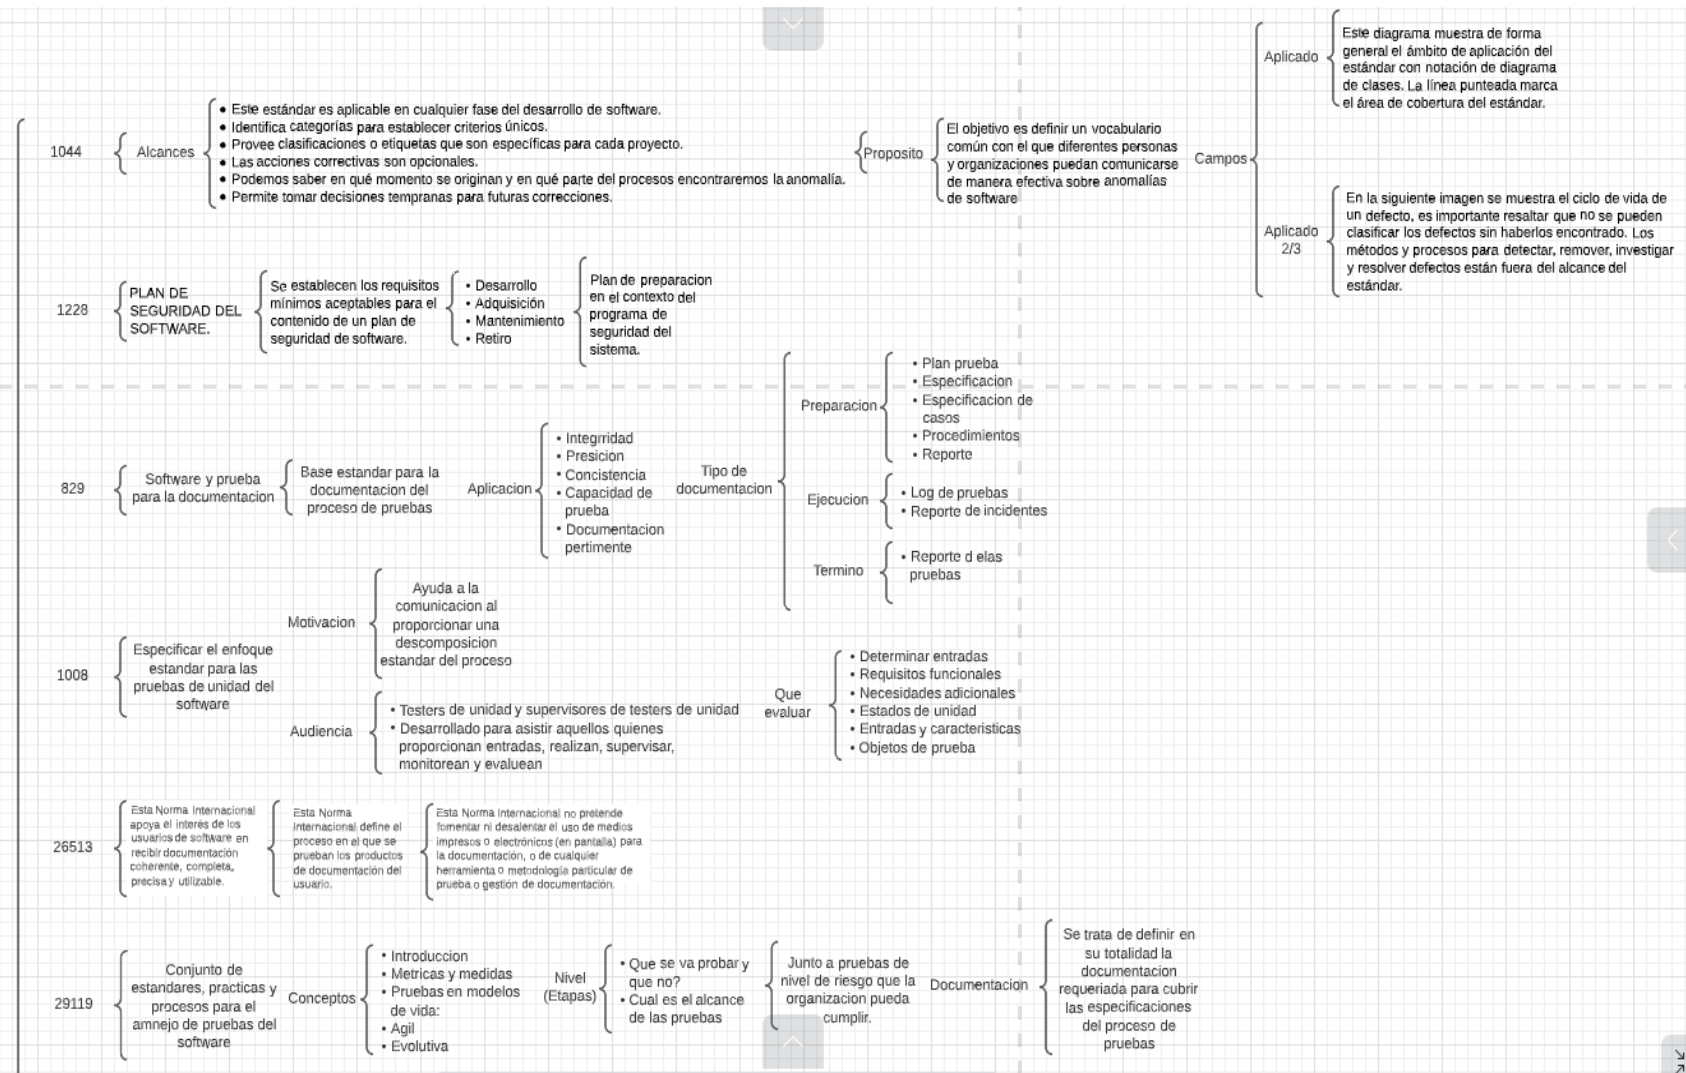 1044
Alcances
• Este estándar es aplicable en cualquier fase del desarrollo de software.
• Identifica categorías para establecer criterios únicos.
• Provee clasificaciones o etiquetas que son específicas para cada proyecto.
• Las acciones correctivas son opcionales.
• Podemos saber en qué momento se originan y en qué parte del procesos encontraremos la anomalía.
• Permite tomar decisiones tempranas para futuras correcciones.
Proposito
El objetivo es definir un vocabulario
común con el que diferentes personas
y organizaciones puedan comunicarse
de manera efectiva sobre anomalías
de software
Campos
Aplicado
Este diagrama muestra de forma
general el ámbito de aplicación del
estándar con notación de diagrama
de clases. La línea punteada marca
el área de cobertura del estándar.
Aplicado
2/3
En la siguiente imagen se muestra el ciclo de vida de
un defecto, es importante resaltar que no se pueden
clasificar los defectos sin haberlos encontrado. Los
métodos y procesos para detectar, remover, investigar
y resolver defectos están fuera del alcance del
estándar.
1228
PLAN DE
SEGURIDAD DEL
SOFTWARE.
Se establecen los requisitos
mínimos aceptables para el
contenido de un plan de
seguridad de software.
• Desarrollo
• Adquisición
• Mantenimiento
• Retiro
Plan de preparacion
en el contexto del
programa de
seguridad del
sistema.
829
Software y prueba
para la documentacion
Base estandar para la
documentacion del
proceso de pruebas
Aplicacion
• Integrridad
• Presicion
• Concistencia
• Capacidad de
prueba
• Documentacion
pertimente
Tipo de
documentacion
Preparacion
• Plan prueba
• Especificacion
• Especificacion de
casos
• Procedimientos
• Reporte
Ejecucion
• Log de pruebas
• Reporte de incidentes
Termino
• Reporte d elas
pruebas
1008
Especificar el enfoque
estandar para las
pruebas de unidad del
software
Motivacion
Ayuda a la
comunicacion al
proporcionar una
descomposicion
estandar del proceso
Audiencia
• Testers de unidad y supervisores de testers de unidad
• Desarrollado para asistir aquellos quienes
proporcionan entradas, realizan, supervisar,
monitorean y evaluean
Que
evaluar
• Determinar entradas
• Requisitos funcionales
• Necesidades adicionales
• Estados de unidad
• Entradas y caracteristicas
• Objetos de prueba
26513
Esta Norma Internacional
apoya el interés de los
usuarios de software en
recibir documentación
coherente, completa,
precisa y utilizable.
Esta Norma
Internacional define el
proceso en el que se
prueban los productos
de documentación del
usuario.
Esta Norma Internacional no pretende
fomentar ni desalentar el uso de medios
impresos o electrónicos (en pantalla) para
la documentación, o de cualquier
herramienta o metodología particular de
prueba o gestión de documentación.
29119
Conjunto de
estandares, practicas y
procesos para el
amnejo de pruebas del
software
Conceptos
• Introduccion
• Metricas y medidas
• Pruebas en modelos
de vida:
• Agil
• Evolutiva
Nivel
(Etapas)
• Que se va probar y
que no?
• Cual es el alcance
de las pruebas
Junto a pruebas de
nivel de riesgo que la
organizacion pueda
cumplir.
Documentacion
Se trata de definir en
su totalidad la
documentacion
requeriada para cubrir
las especificaciones
del proceso de
pruebas